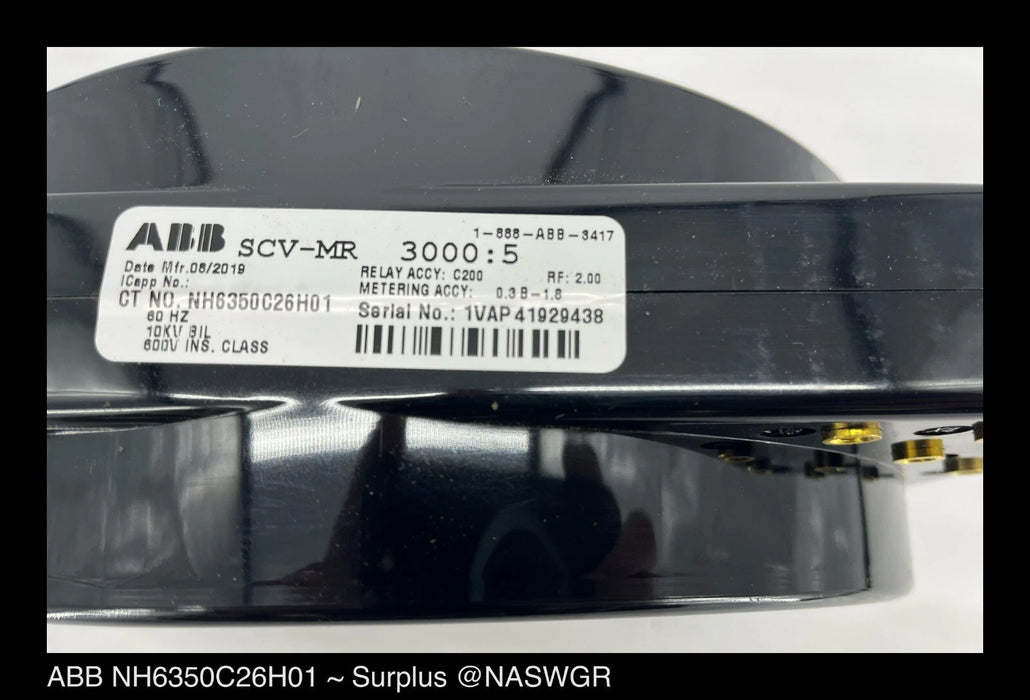 ABB SCV-MR 3000:5 1-888-ABB-3417
Date Mfr.06/2019 RELAY ACCY: C200 RF: 2.00
ICapp No.: METERING ACCY: 0.3 B-1.8
CT NO. NH6350C26H01 Serial No.: 1VAP 41929438
60 HZ
10KV BIL
600V INS. CLASS
ABB NH6350C26H01 ~ Surplus @NASWGR